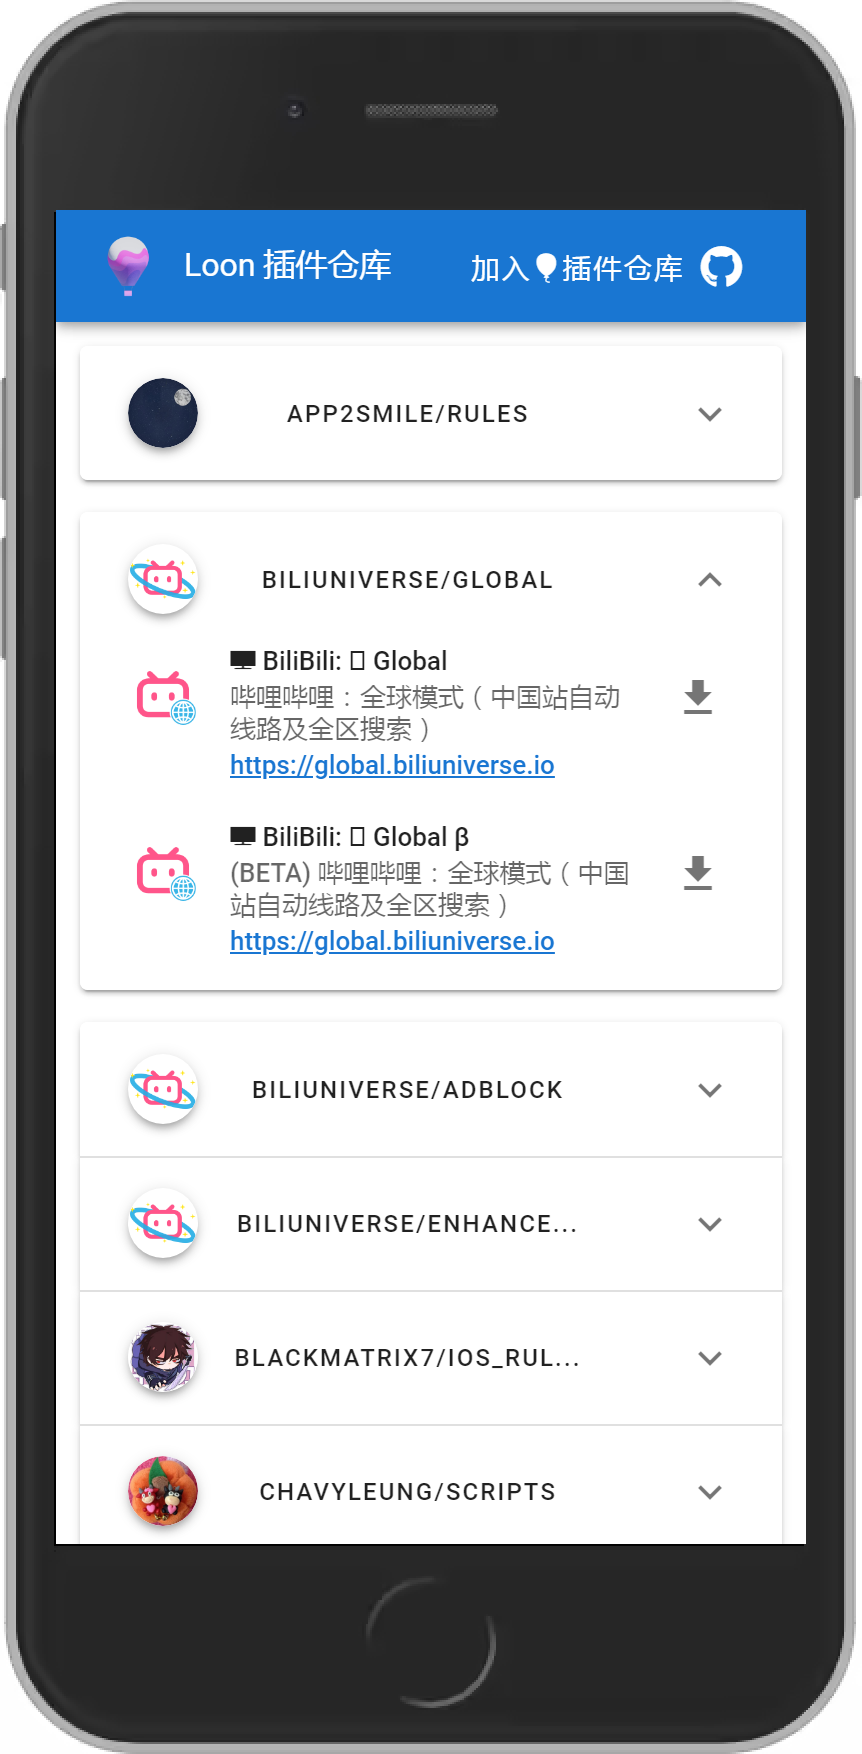 Loon 插件仓库
加入🎈插件仓库
APP2SMILE/RULES
BILIUNIVERSE/GLOBAL
🖥 BiliBili: ▯ Global
哔哩哔哩：全球模式（中国站自动
线路及全区搜索）
https://global.biliuniverse.io
🖥 BiliBili: ▯ Global β
(BETA) 哔哩哔哩：全球模式（中国
站自动线路及全区搜索）
https://global.biliuniverse.io
BILIUNIVERSE/ADBLOCK
BILIUNIVERSE/ENHANCE...
BLACKMATRIX7/IOS_RUL...
CHAVYLEUNG/SCRIPTS